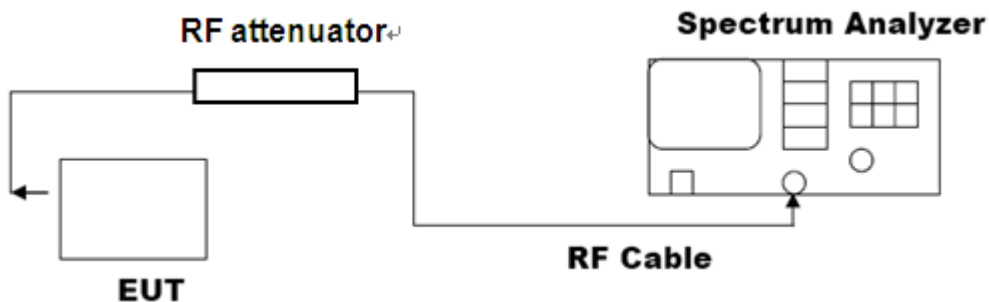 RF attenuator↵
Spectrum Analyzer
RF Cable
EUT